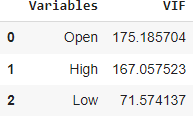 Variables VIF
0 Open 175.185704
1 High 167.057523
2 Low 71.574137